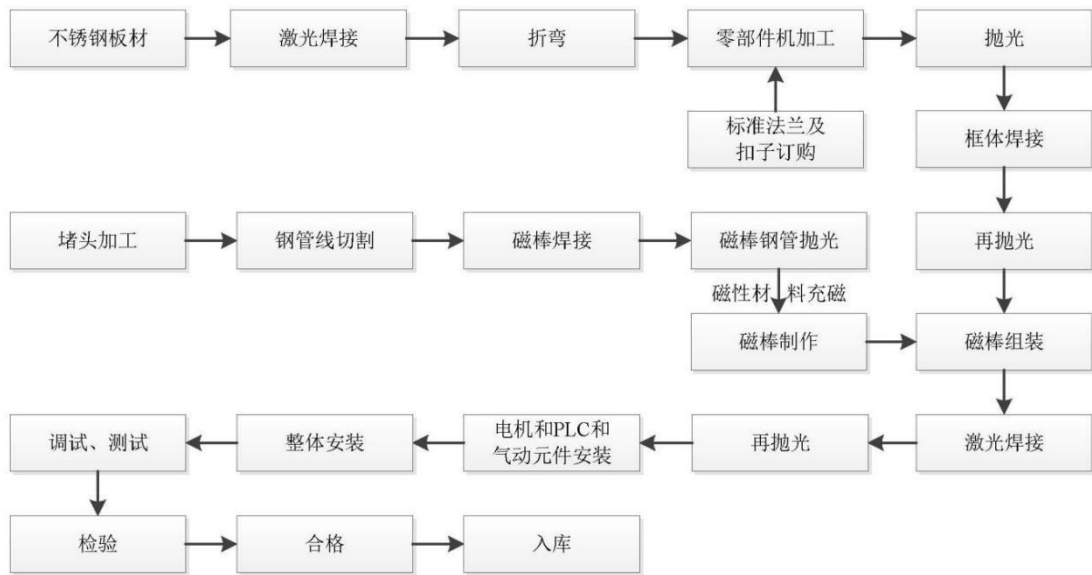 不锈钢板材
激光焊接
折弯
零部件机加工
抛光
标准法兰及
扣子订购
框体焊接
堵头加工
钢管线切割
磁棒焊接
磁棒钢管抛光
再抛光
磁性材 料充磁
磁棒制作
磁棒组装
调试、测试
整体安装
电机和PLC和
气动元件安装
再抛光
激光焊接
检验
合格
入库